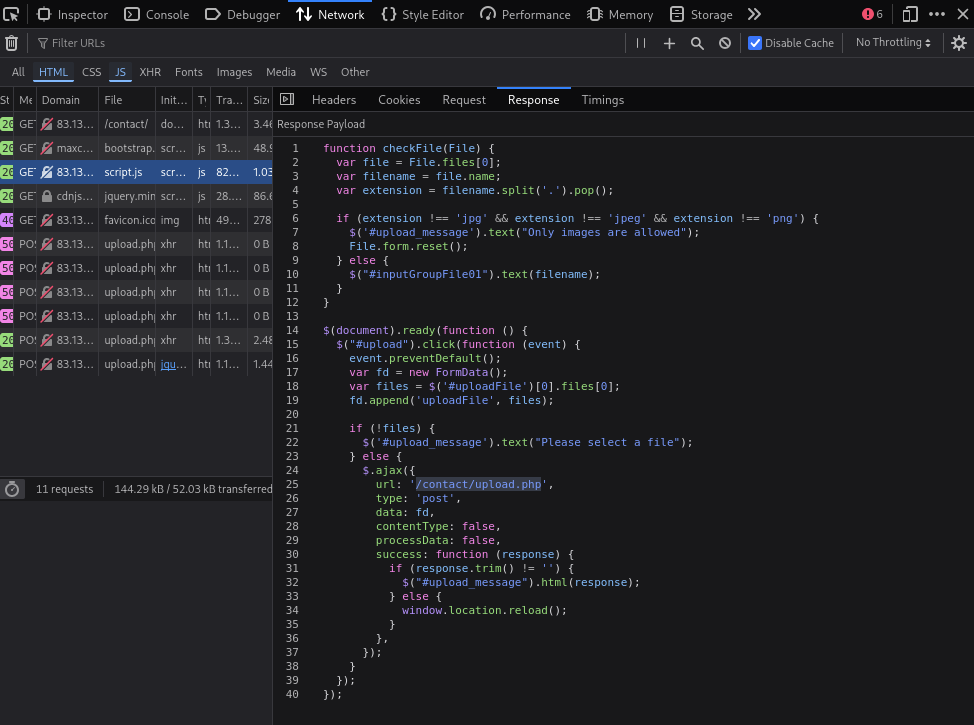 Inspector Console Debugger Network Style Editor Performance Memory Storage 6
Filter URLs Disable Cache No Throttling
All HTML CSS JS XHR Fonts Images Media WS Other
St Me Domain File Init... Ty Tra... Size Headers Cookies Request Response Timings
20 GET 83.13... /contact/ do... htı 1.3... 3.46
20 GET maxc... bootstrap. scr... js 13.... 48.9
20 GET 83.13... script.js scr... js 82... 1.03
20 GET cdnjs... jquery.min scr... js 28.... 86.6
40 GET 83.13... favicon.ico img htı 49... 278
50 POS 83.13... upload.php xhr htı 1.1... 0 B
50 POS 83.13... upload.php xhr htı 1.1... 0 B
50 POS 83.13... upload.php xhr htı 1.1... 0 B
50 POS 83.13... upload.php xhr htı 1.1... 0 B
20 POS 83.13... upload.php xhr htı 1.3... 2.48
20 POS 83.13... upload.php jqu... htı 1.1... 1.44
11 requests 144.29 kB / 52.03 kB transferred
Response Payload
1 function checkFile(File) {
2 var file = File.files[0];
3 var filename = file.name;
4 var extension = filename.split('.').pop();
5
6 if (extension !== 'jpg' && extension !== 'jpeg' && extension !== 'png') {
7 $('#upload_message').text("Only images are allowed");
8 File.form.reset();
9 } else {
10 $("#inputGroupFile01").text(filename);
11 }
12 }
13
14 $(document).ready(function () {
15 $("#upload").click(function (event) {
16 event.preventDefault();
17 var fd = new FormData();
18 var files = $('#uploadFile')[0].files[0];
19 fd.append('uploadFile', files);
20
21 if (!files) {
22 $('#upload_message').text("Please select a file");
23 } else {
24 $.ajax({
25 url: '/contact/upload.php',
26 type: 'post',
27 data: fd,
28 contentType: false,
29 processData: false,
30 success: function (response) {
31 if (response.trim() != '') {
32 $("#upload_message").html(response);
33 } else {
34 window.location.reload();
35 }
36 },
37 });
38 }
39 });
40 });